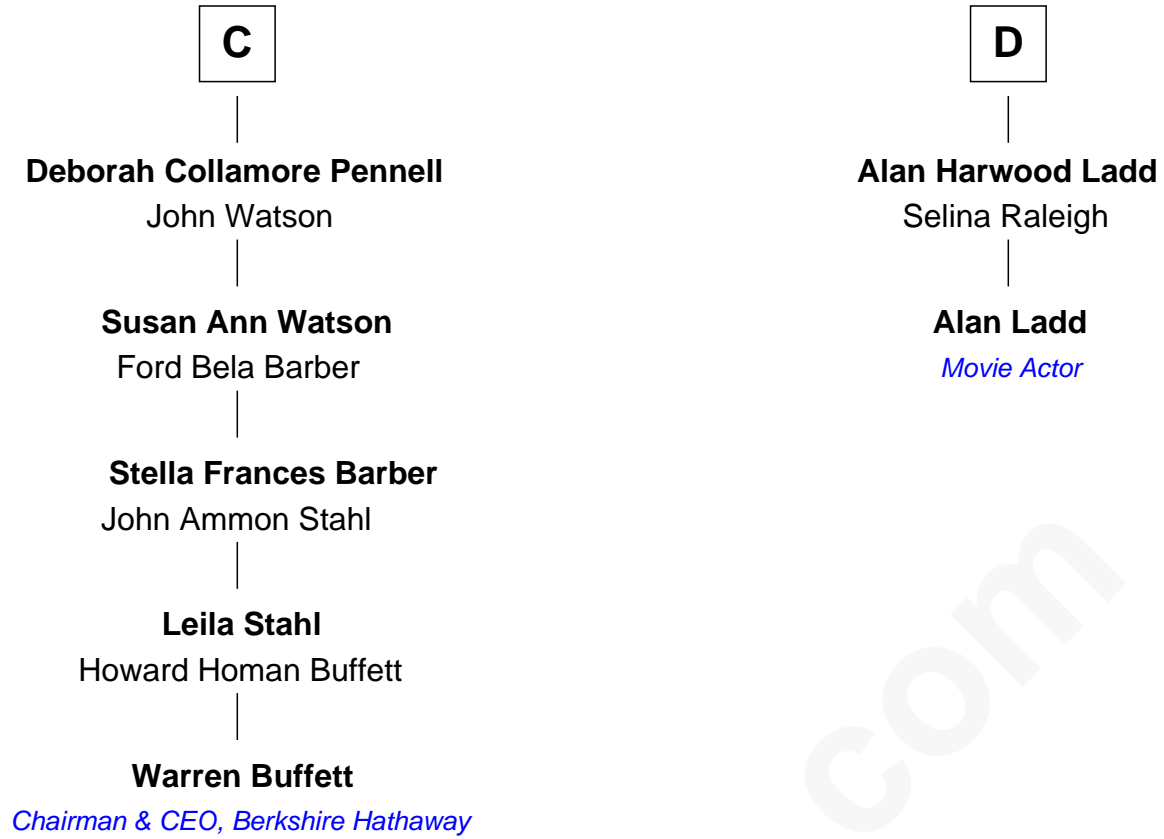 C
Deborah Collamore Pennell
John Watson
Susan Ann Watson
Ford Bela Barber
Stella Frances Barber
John Ammon Stahl
Leila Stahl
Howard Homan Buffett
Warren Buffett
Chairman & CEO, Berkshire Hathaway
D
Alan Harwood Ladd
Selina Raleigh
Alan Ladd
Movie Actor
com